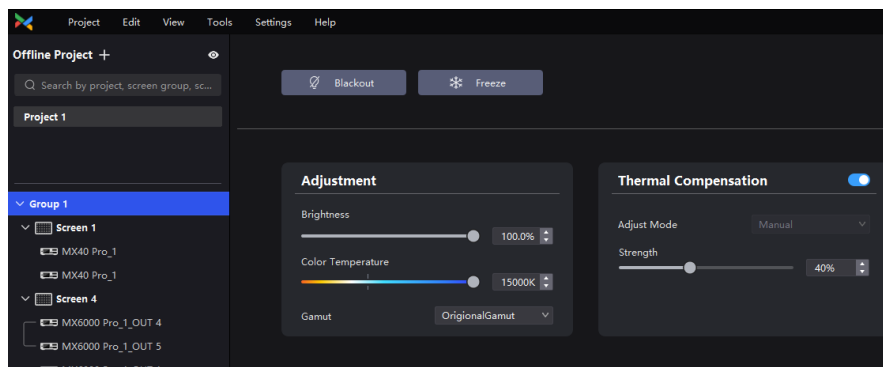 Project Edit View Tools Settings Help
Offline Project +
Search by project, screen group, sc...
Project 1
Group 1
Screen 1
MX40 Pro_1
MX40 Pro_1
Screen 4
MX6000 Pro_1_OUT 4
MX6000 Pro_1_OUT 5
Blackout Freeze
Adjustment
Brightness
100.0%
Color Temperature
15000K
Gamut OrigionalGamut
Thermal Compensation
Adjust Mode Manual
Strength
40%